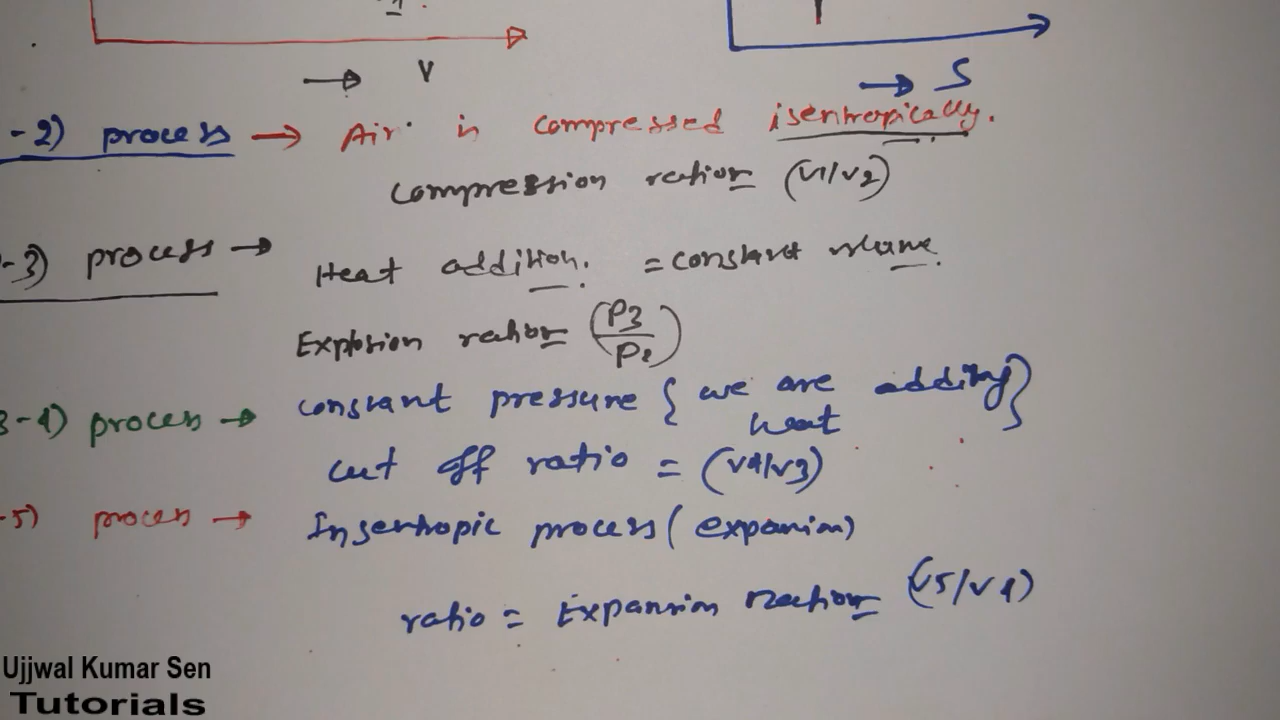 V
S
-2) process → Air is compressed isentropically.
compression ratio = (V1/V2)
-3) process →
Heat addition. = constant volume.
Explosion ratio = (P3/P2)
3-4) process → constant pressure { we are adding heat }
cut off ratio = (V4/V3)
-5) process → Insentropic process (expansion)
ratio = Expansion ratio = (V5/V4)
Ujjwal Kumar Sen
Tutorials